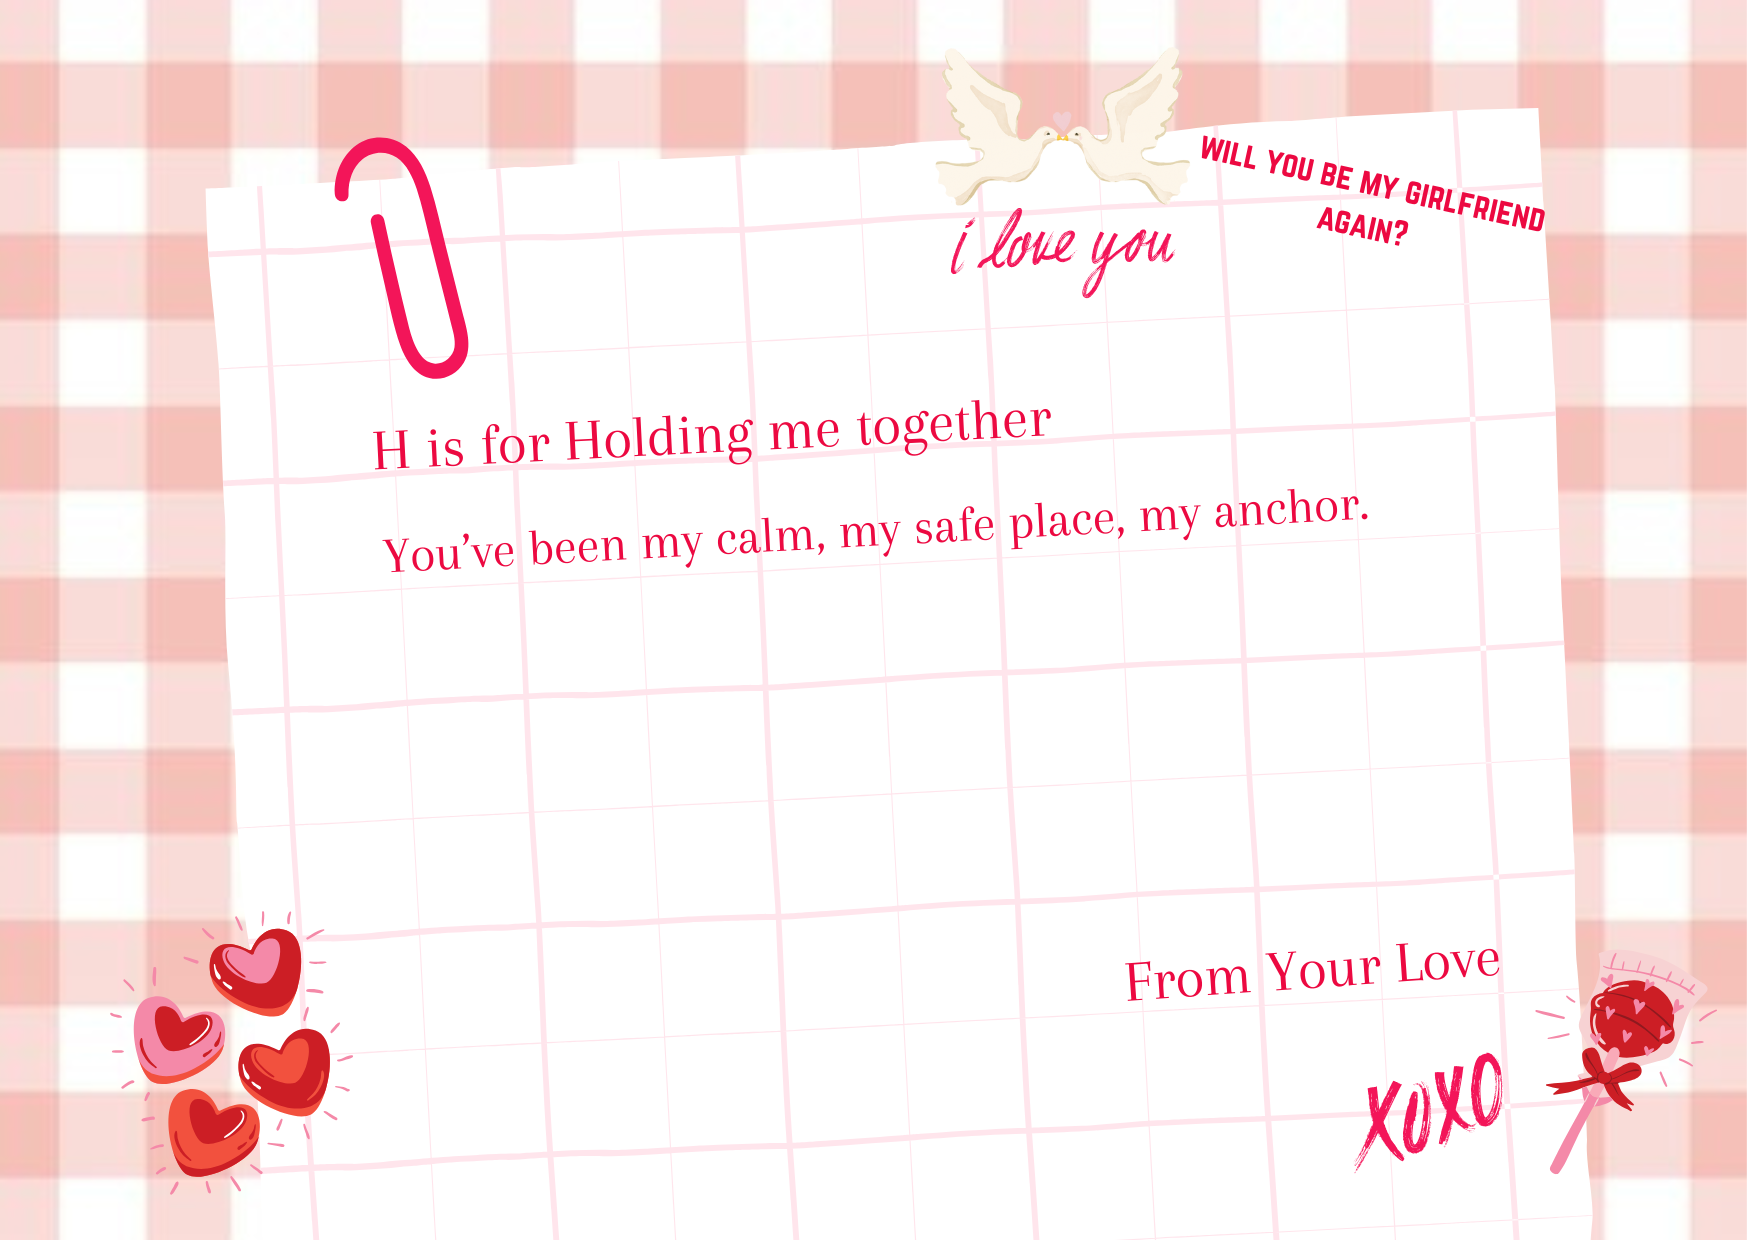 WILL YOU BE MY GIRLFRIEND
AGAIN?
i love you
H is for Holding me together
You’ve been my calm, my safe place, my anchor.
From Your Love
XOXO